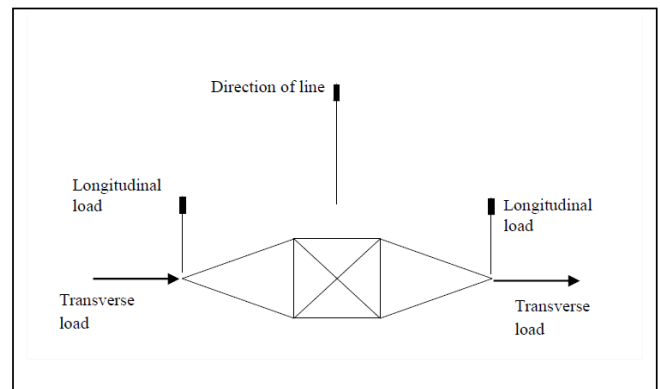 Direction of line
Longitudinal
load
Longitudinal
load
Transverse
load
Transverse
load